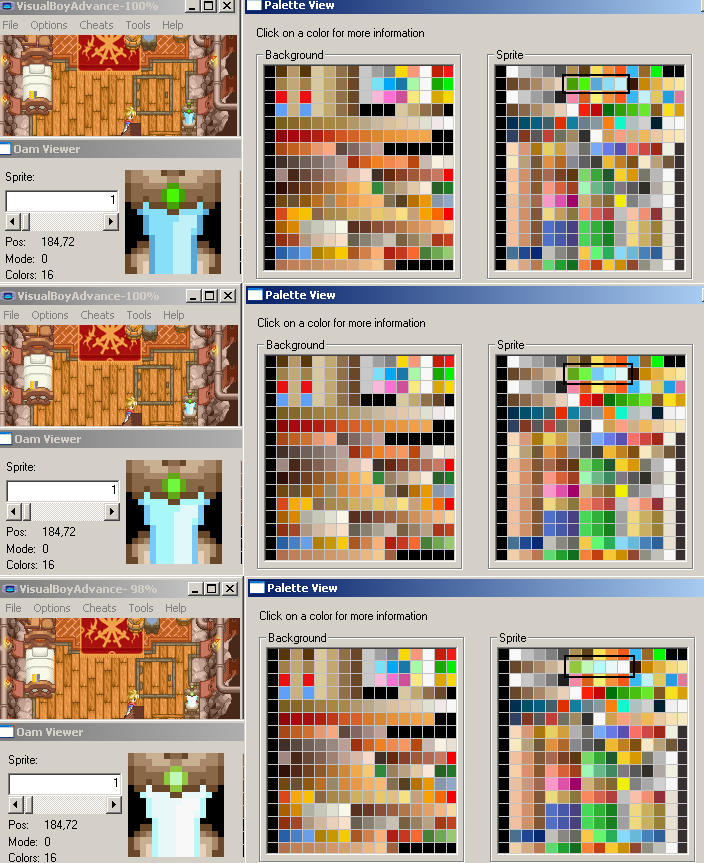 VisualBoyAdvance-100%
File Options Cheats Tools Help
Oam Viewer
Sprite:
1
Pos: 184,72
Mode: 0
Colors: 16
Palette View
Click on a color for more information
Background
Sprite
VisualBoyAdvance-100%
File Options Cheats Tools Help
Oam Viewer
Sprite:
1
Pos: 184,72
Mode: 0
Colors: 16
Palette View
Click on a color for more information
Background
Sprite
VisualBoyAdvance- 98%
File Options Cheats Tools Help
Oam Viewer
Sprite:
1
Pos: 184,72
Mode: 0
Colors: 16
Palette View
Click on a color for more information
Background
Sprite